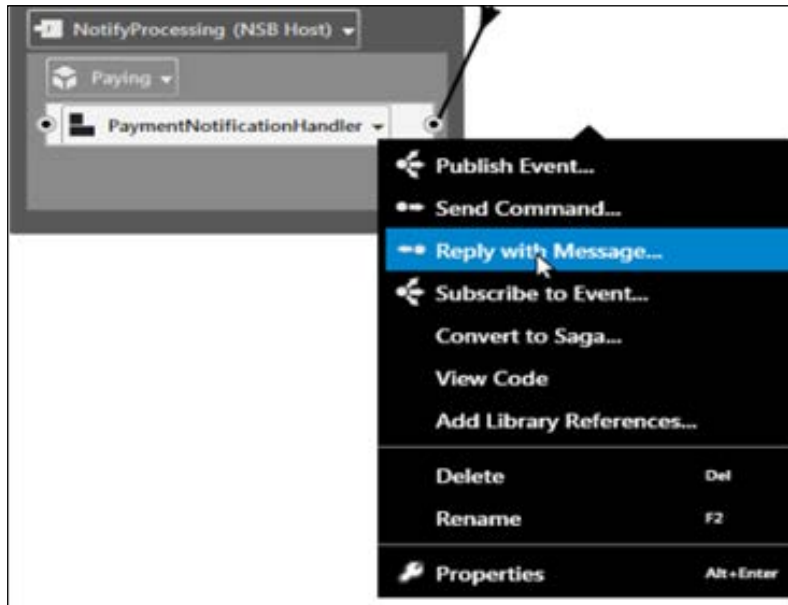 NotifyProcessing (NSB Host)
Paying
PaymentNotificationHandler
Publish Event...
Send Command...
Reply with Message...
Subscribe to Event...
Convert to Saga...
View Code
Add Library References...
Delete Del
Rename F2
Properties Alt+Enter